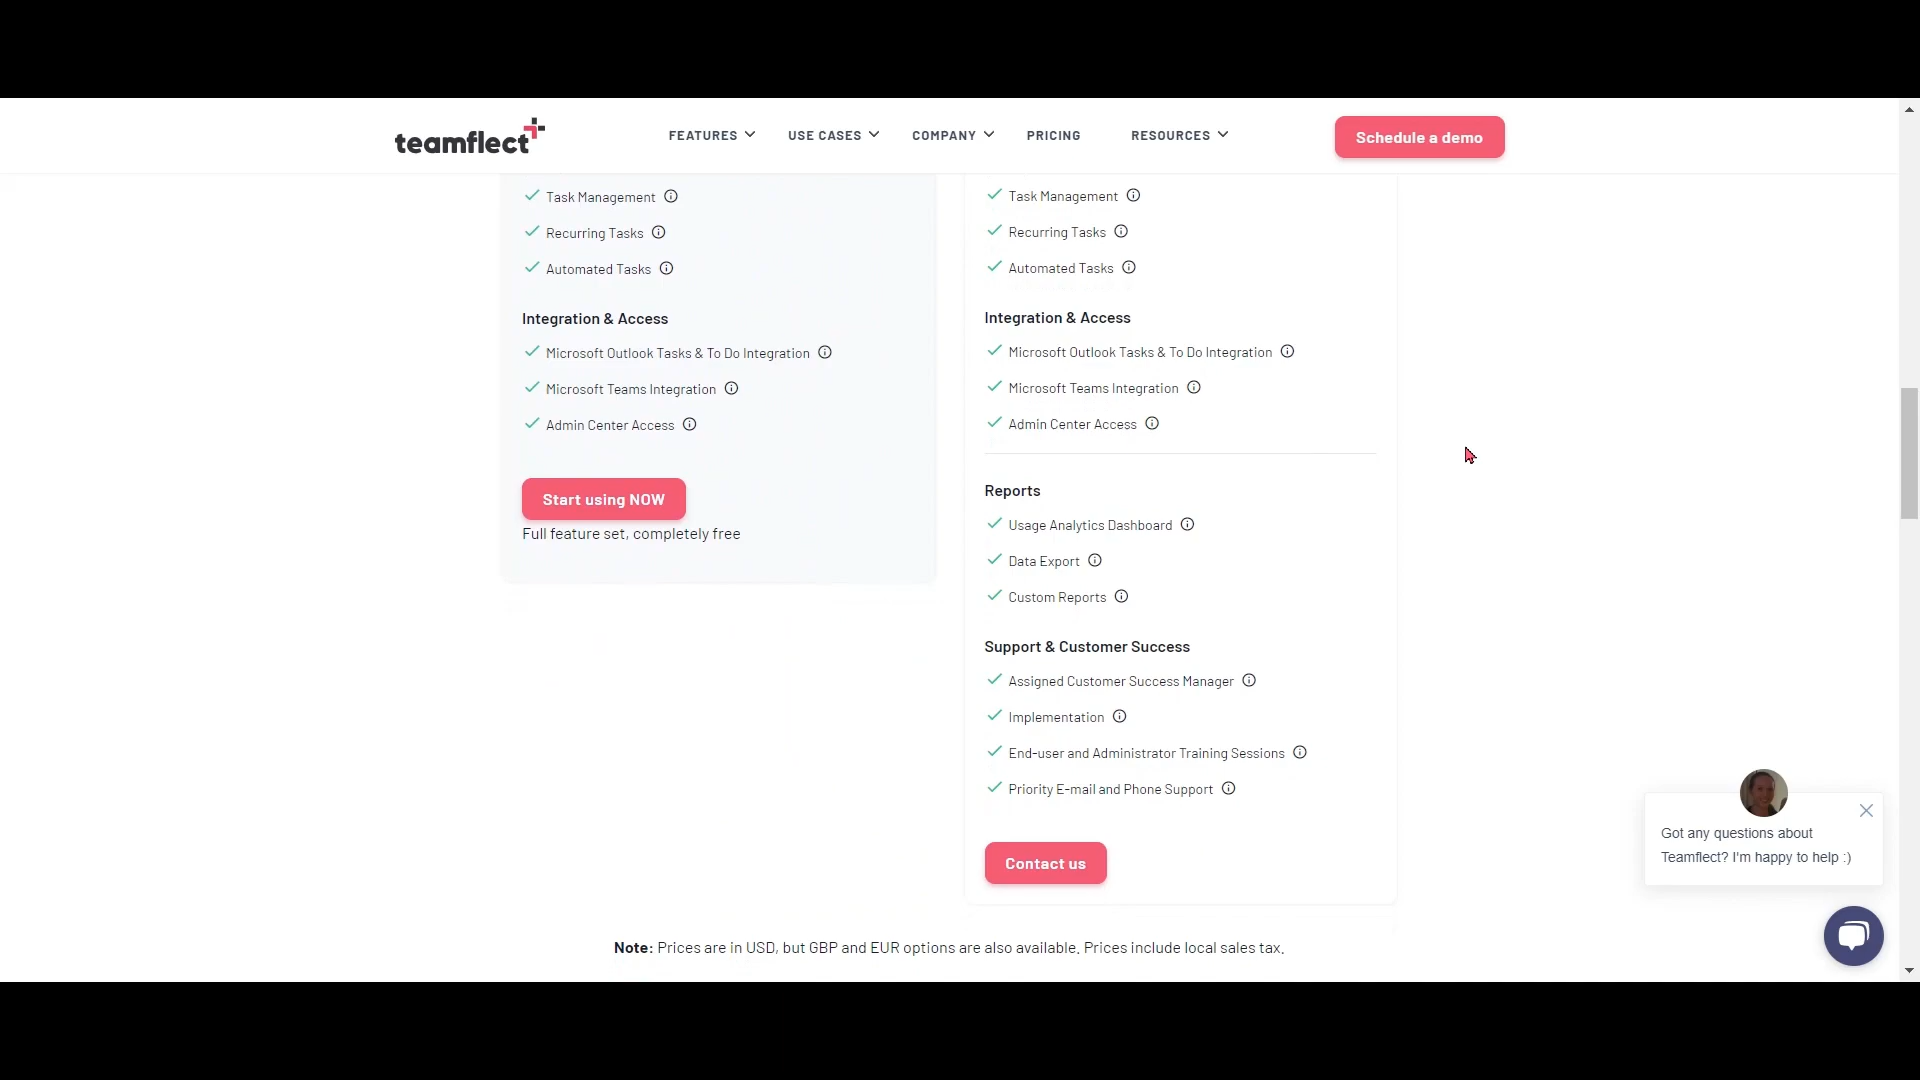 teamflect
FEATURES
USE CASES
COMPANY
PRICING
RESOURCES
Schedule a demo
Task Management
Recurring Tasks
Automated Tasks
Integration & Access
Microsoft Outlook Tasks & To Do Integration
Microsoft Teams Integration
Admin Center Access
Start using NOW
Full feature set, completely free
Task Management
Recurring Tasks
Automated Tasks
Integration & Access
Microsoft Outlook Tasks & To Do Integration
Microsoft Teams Integration
Admin Center Access
Reports
Usage Analytics Dashboard
Data Export
Custom Reports
Support & Customer Success
Assigned Customer Success Manager
Implementation
End-user and Administrator Training Sessions
Priority E-mail and Phone Support
Contact us
Note: Prices are in USD, but GBP and EUR options are also available. Prices include local sales tax.
Got any questions about
Teamflect? I'm happy to help :)